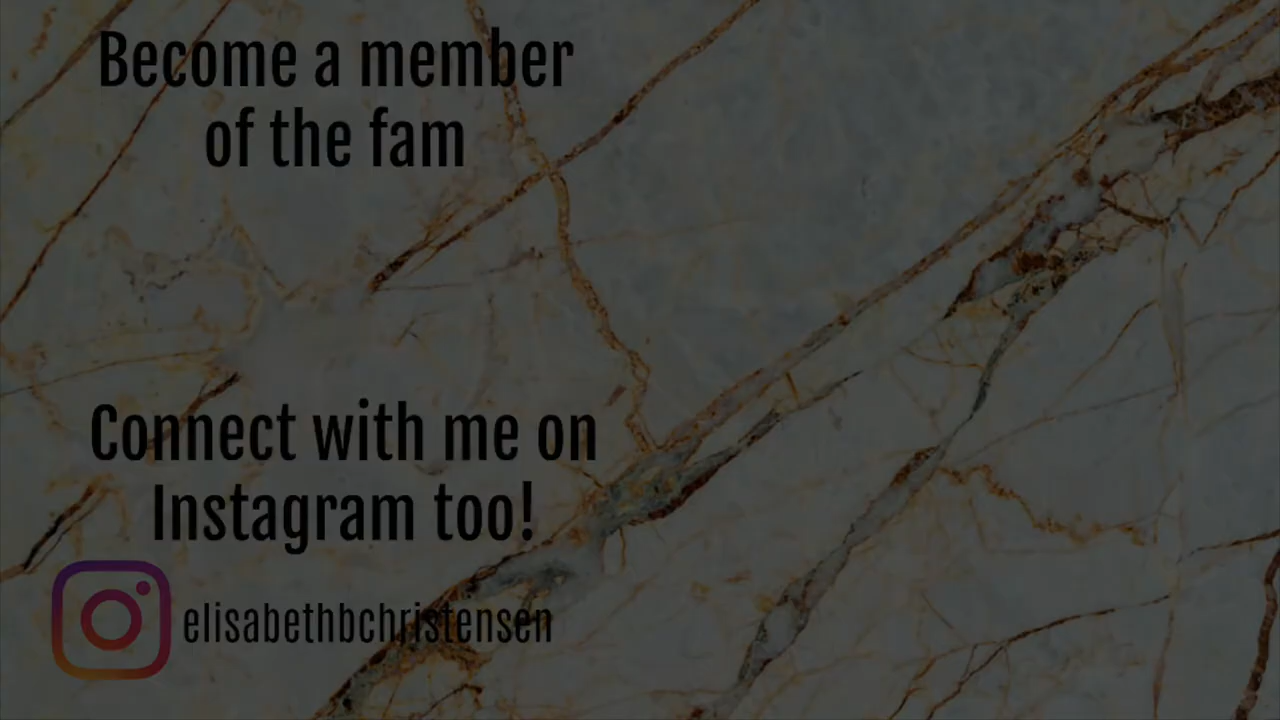 Become a member
of the fam
Connect with me on
Instagram too!
elisabethbchristensen